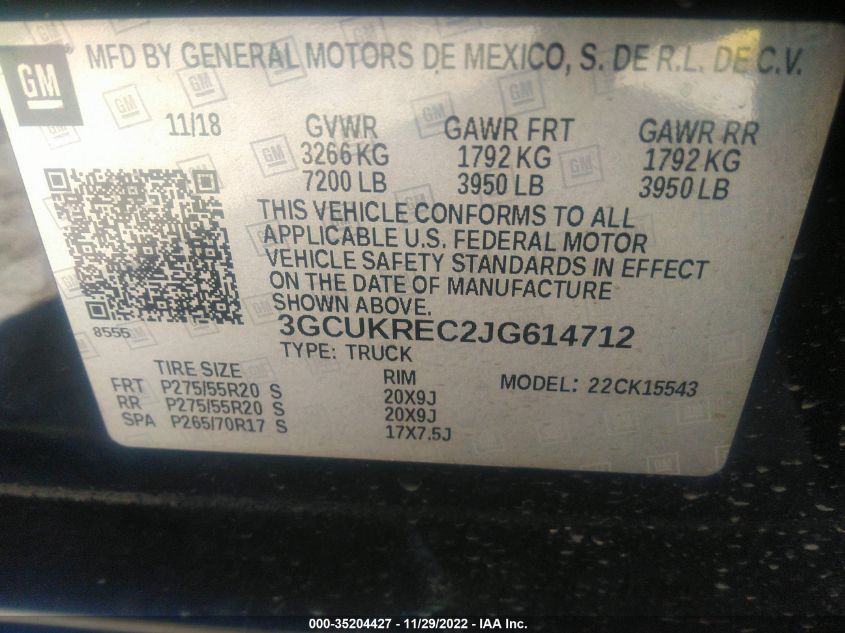 GM
MFD BY GENERAL MOTORS DE MEXICO, S. DE R.L. DE C.V.
11/18 GVWR GAWR FRT GAWR RR
3266 KG 1792 KG 1792 KG
7200 LB 3950 LB 3950 LB
THIS VEHICLE CONFORMS TO ALL
APPLICABLE U.S. FEDERAL MOTOR
VEHICLE SAFETY STANDARDS IN EFFECT
ON THE DATE OF MANUFACTURE
SHOWN ABOVE.
8556
3GCUKREC2JG614712
TYPE: TRUCK
TIRE SIZE RIM MODEL: 22CK15543
FRT P275/55R20 S 20X9J
RR P275/55R20 S 20X9J
SPA P265/70R17 S 17X7.5J
000-35204427 - 11/29/2022 - IAA Inc.